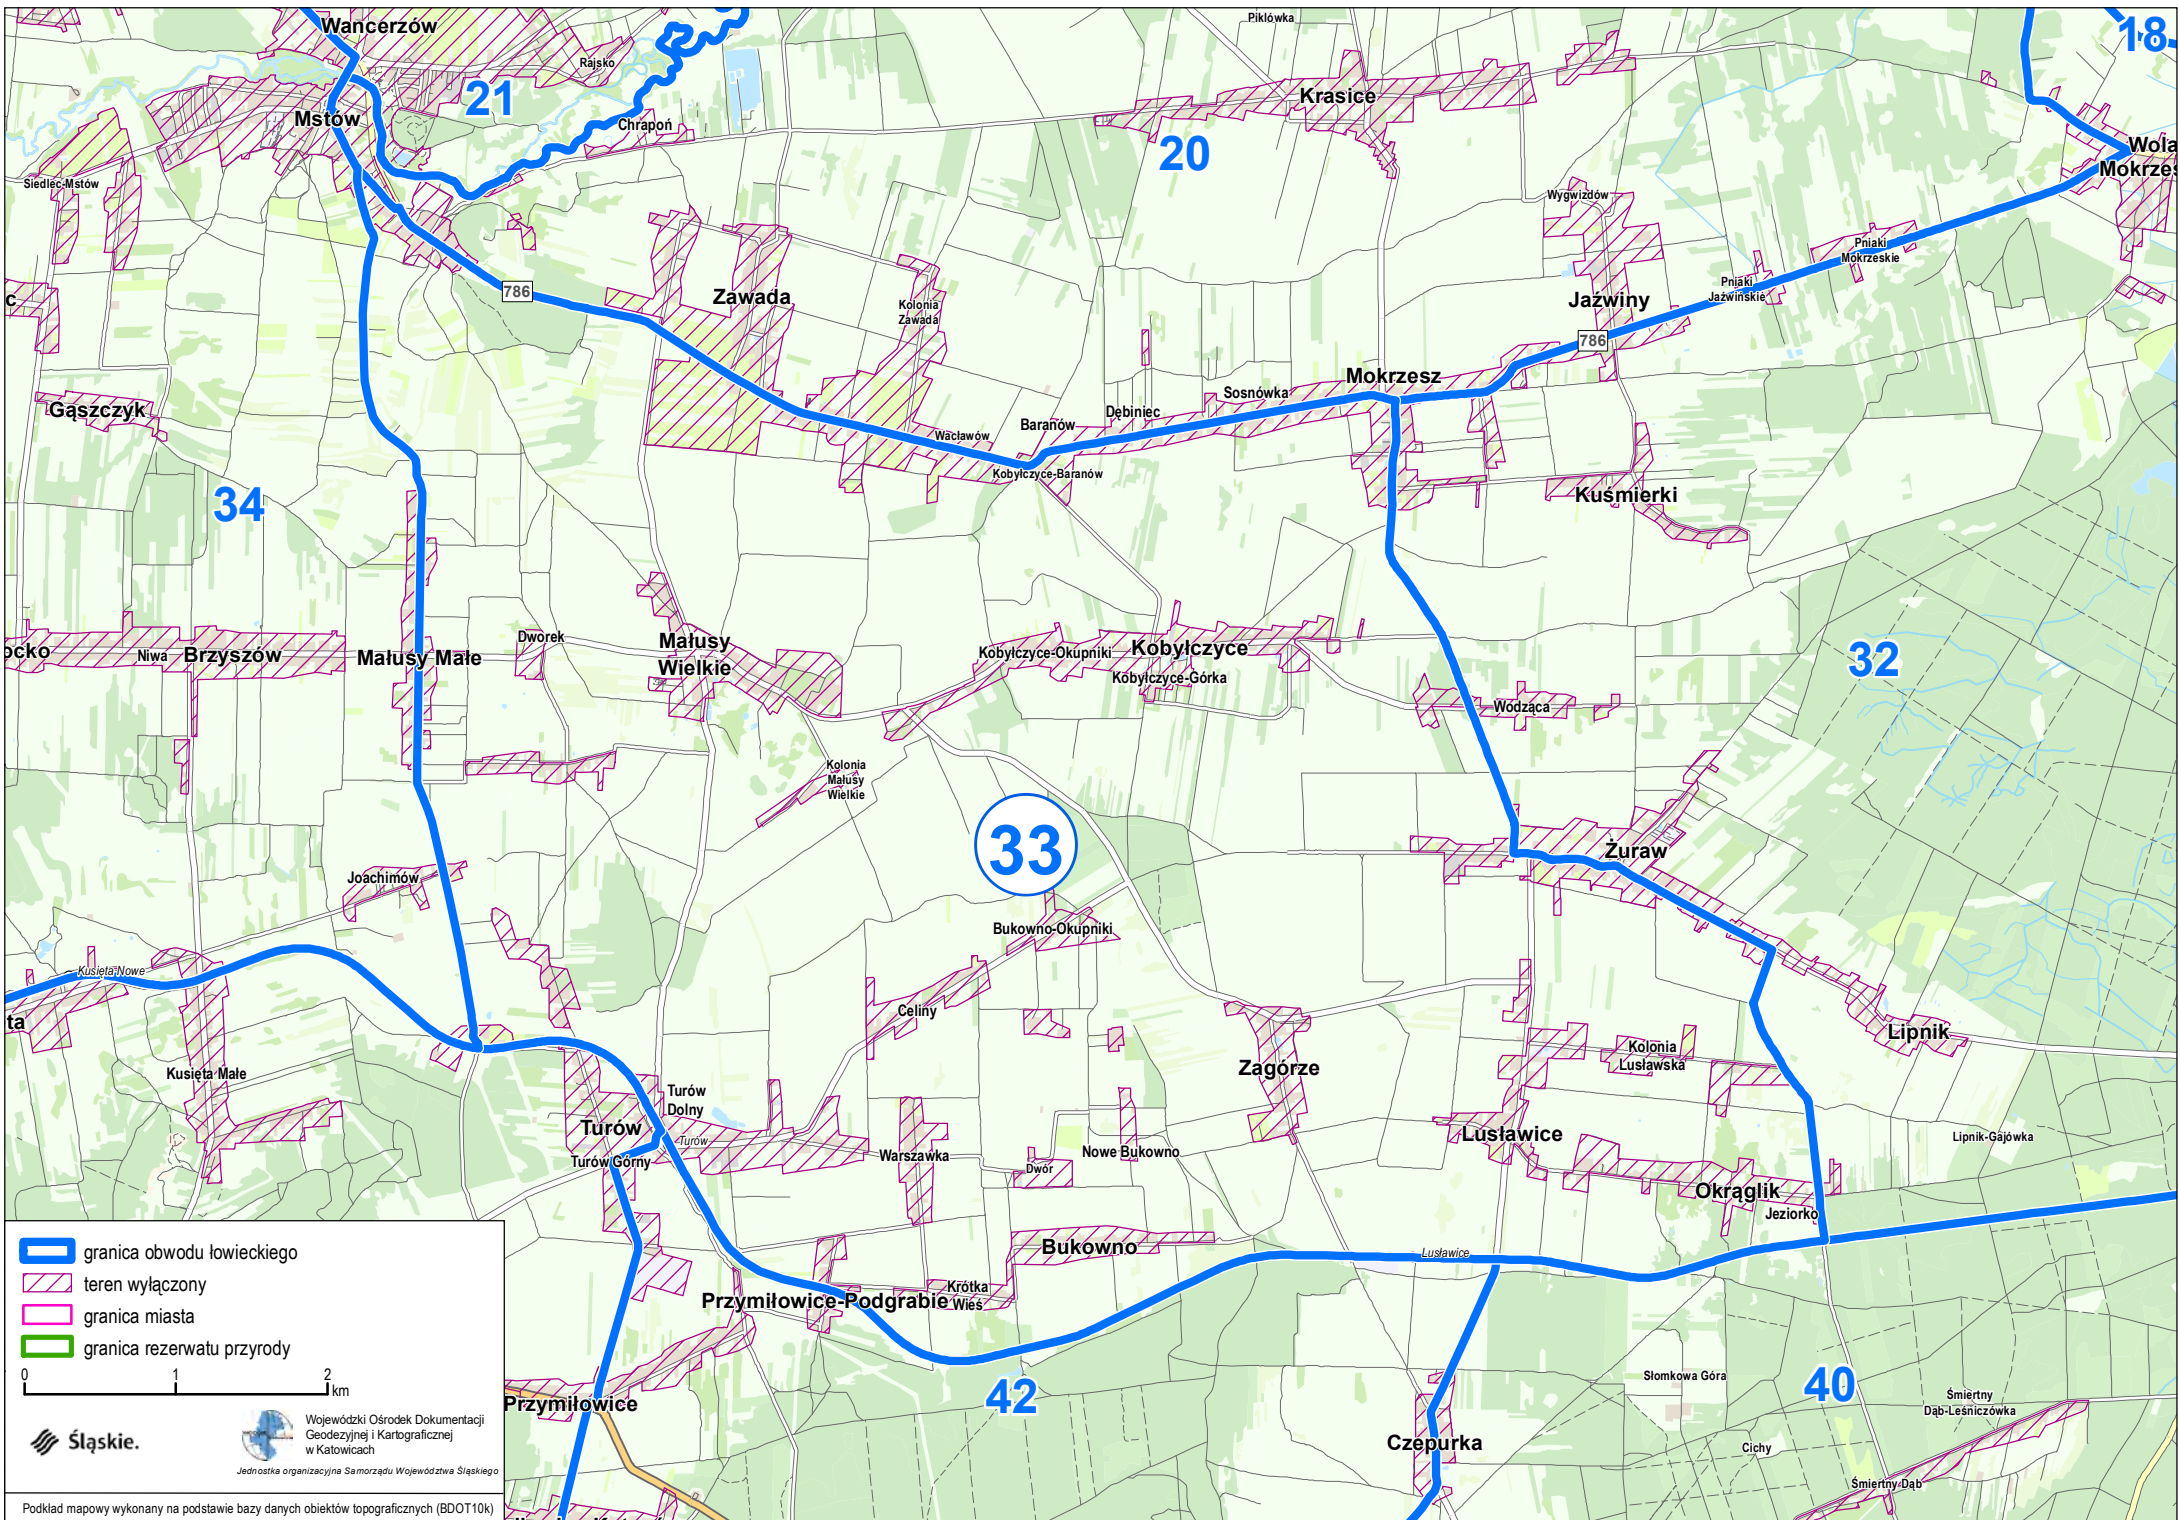 Wancerzów
Piklówka
18
Rajsko
21
Krasice
Mstów
Chrapoń
20
Wola
Mokrzes
Siedlec-Mstów
Wygwizdów
Pniaki
Mokrzeskie
786
Zawada
Kolonia
Zawada
Pniaki
Jaźwińskie
Jaźwiny
c
786
Mokrzesz
Sosnówka
Gąszczyk
Dębiniec
Baranów
Wacławów
Kobyłczyce-Baranów
34
Kuśmierki
Dworek
Małusy
Wielkie
ocko
Niwa
Brzyszów
Małusy Małe
Kobyłczyce-Okupniki
Kobyłczyce
Kobyłczyce-Górka
32
Wodząca
Kolonia
Małusy
Wielkie
33
Żuraw
Joachimów
Bukowno-Okupniki
Kusięta Nowe
Celiny
ta
Lipnik
Kolonia
Lusławska
Kusięta Małe
Zagórze
Turów
Dolny
Turów
Turów
Lusławice
Lipnik-Gajówka
Turów Górny
Warszawka
Nowe Bukowno
Dwór
Okrąglik
Jeziorko
Bukowno
Lusławice
Krótka
Wieś
Przymiłowice-Podgrabie
42
40
Słomkowa Góra
Śmiertny
Dąb-Leśniczówka
Przymiłowice
Czepurka
Cichy
Śmiertny-Dąb
granica obwodu łowieckiego
teren wyłączony
granica miasta
granica rezerwatu przyrody
0 1 2
km
Śląskie.
Wojewódzki Ośrodek Dokumentacji
Geodezyjnej i Kartograficznej
w Katowicach
Jednostka organizacyjna Samorządu Województwa Śląskiego
Podkład mapowy wykonany na podstawie bazy danych obiektów topograficznych (BDOT10k)